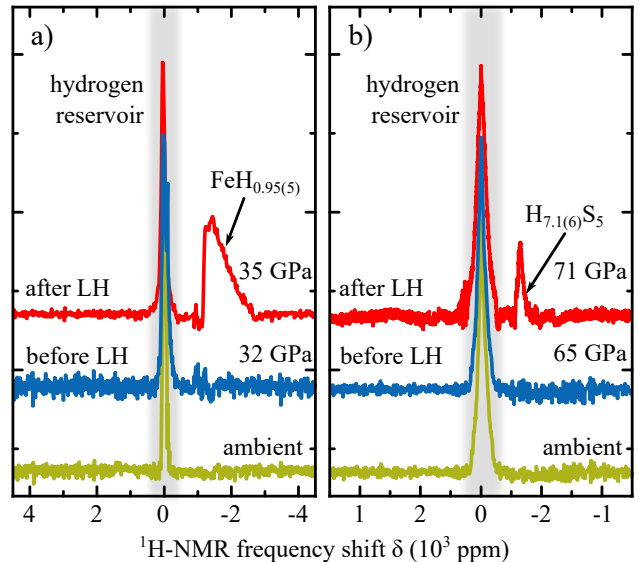 a)
hydrogen
reservoir
FeH0.95(5)
35 GPa
after LH
32 GPa
before LH
ambient
4 2 0 -2 -4
b)
hydrogen
reservoir
H7.1(6)S5
71 GPa
after LH
65 GPa
before LH
ambient
1 2 0 -2 -1
¹H-NMR frequency shift δ (10³ ppm)